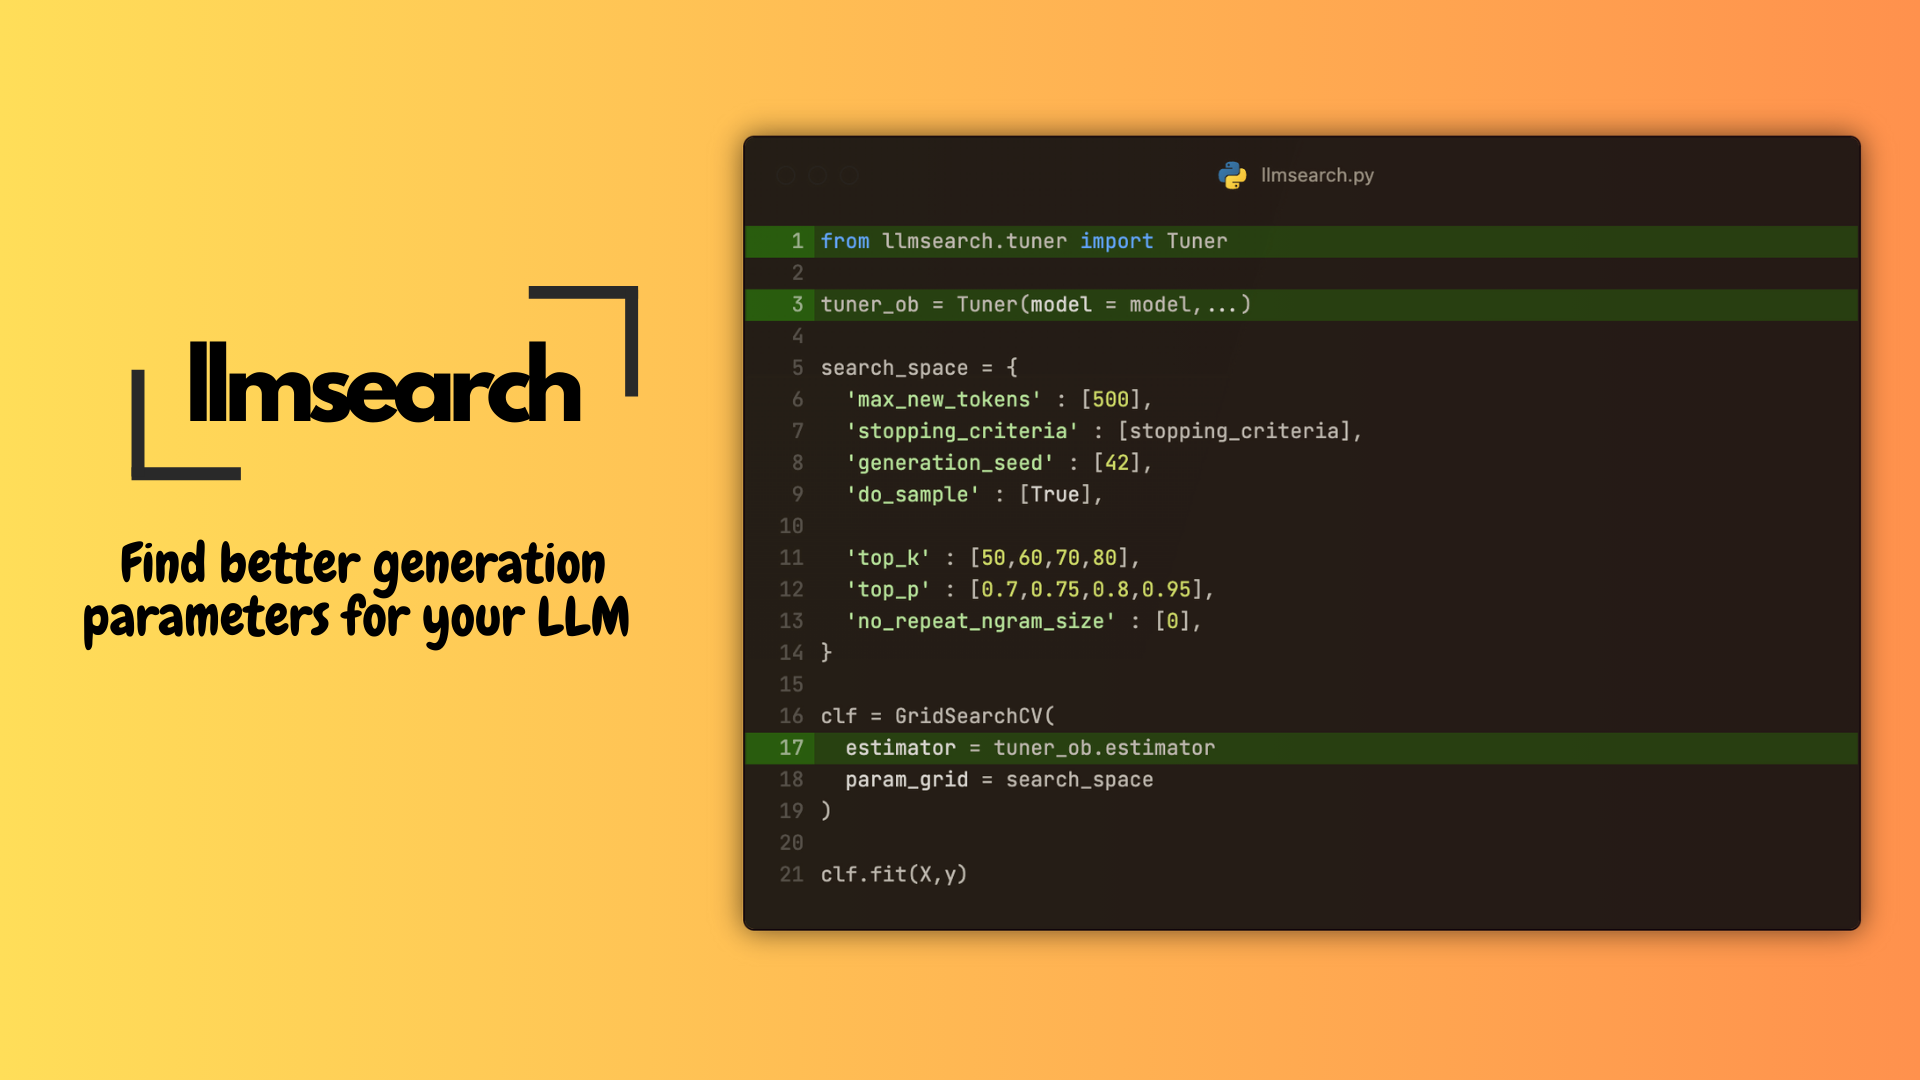 llmsearch
Find better generation
parameters for your LLM
llmsearch.py
1 from llmsearch.tuner import Tuner
2
3 tuner_ob = Tuner(model = model,...)
4
5 search_space = {
6   'max_new_tokens' : [500],
7   'stopping_criteria' : [stopping_criteria],
8   'generation_seed' : [42],
9   'do_sample' : [True],
10
11   'top_k' : [50,60,70,80],
12   'top_p' : [0.7,0.75,0.8,0.95],
13   'no_repeat_ngram_size' : [0],
14 }
15
16 clf = GridSearchCV(
17   estimator = tuner_ob.estimator
18   param_grid = search_space
19 )
20
21 clf.fit(X,y)